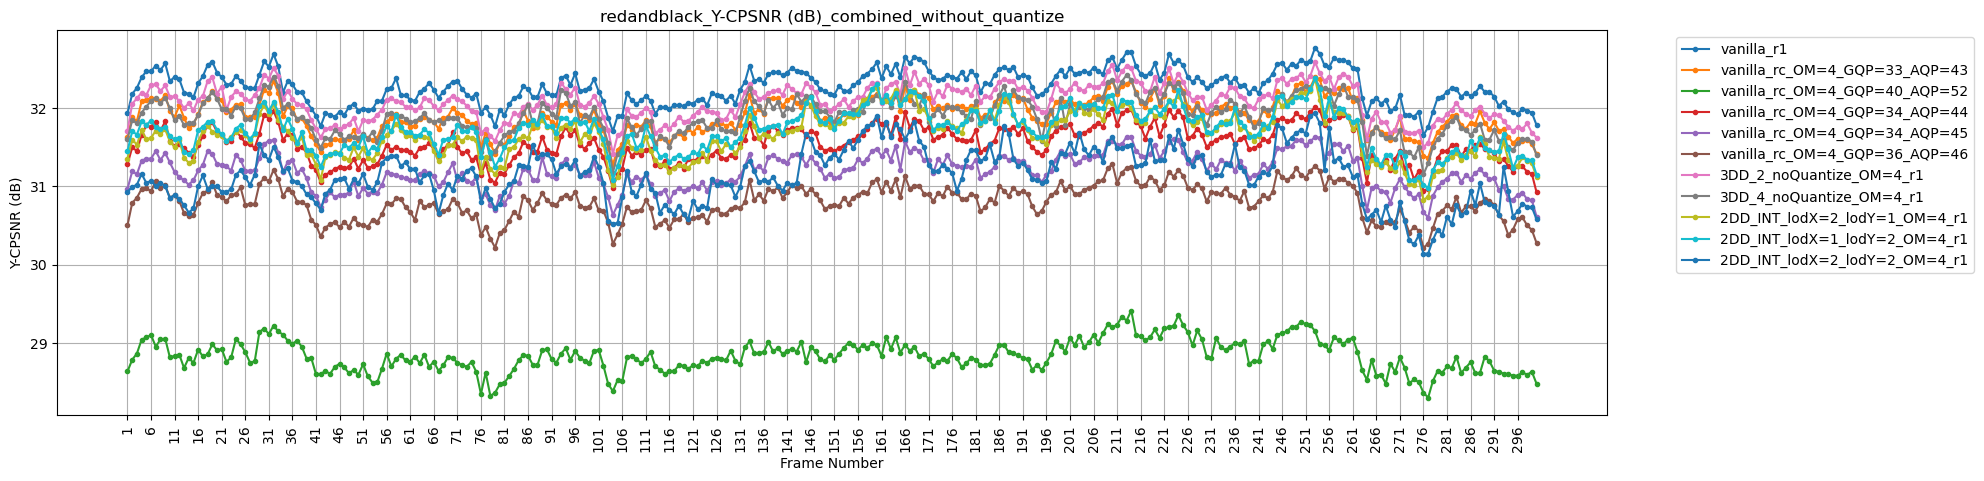 redandblack_Y-CPSNR (dB)_combined_without_quantize
Y-CPSNR (dB)
32
31
30
29
1 6 11 16 21 26 31 36 41 46 51 56 61 66 71 76 81 86 91 96 101 106 111 116 121 126 131 136 141 146 151 156 161 166 171 176 181 186 191 196 201 206 211 216 221 226 231 236 241 246 251 256 261 266 271 276 281 286 291 296
Frame Number
vanilla_r1
vanilla_rc_OM=4_GQP=33_AQP=43
vanilla_rc_OM=4_GQP=40_AQP=52
vanilla_rc_OM=4_GQP=34_AQP=44
vanilla_rc_OM=4_GQP=34_AQP=45
vanilla_rc_OM=4_GQP=36_AQP=46
3DD_2_noQuantize_OM=4_r1
3DD_4_noQuantize_OM=4_r1
2DD_INT_lodX=2_lodY=1_OM=4_r1
2DD_INT_lodX=1_lodY=2_OM=4_r1
2DD_INT_lodX=2_lodY=2_OM=4_r1